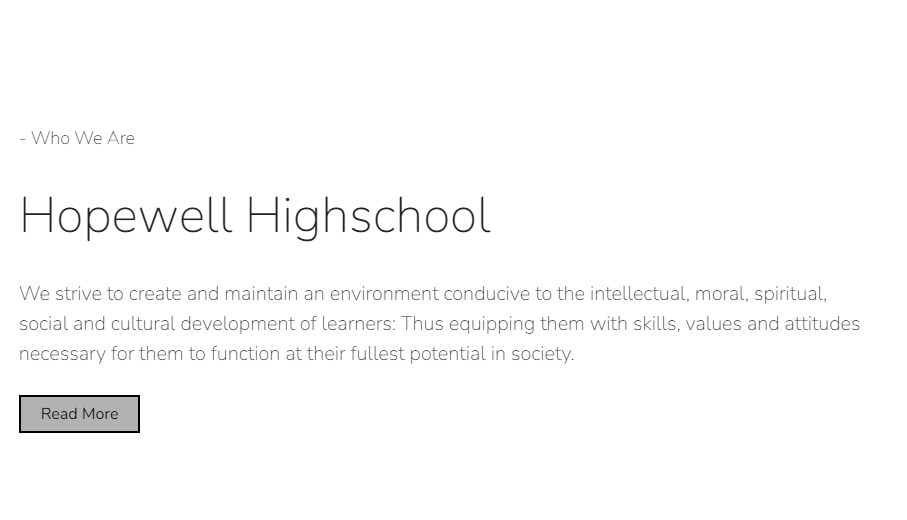 - Who We Are
Hopewell Highschool
We strive to create and maintain an environment conducive to the intellectual, moral, spiritual,
social and cultural development of learners: Thus equipping them with skills, values and attitudes
necessary for them to function at their fullest potential in society.
Read More